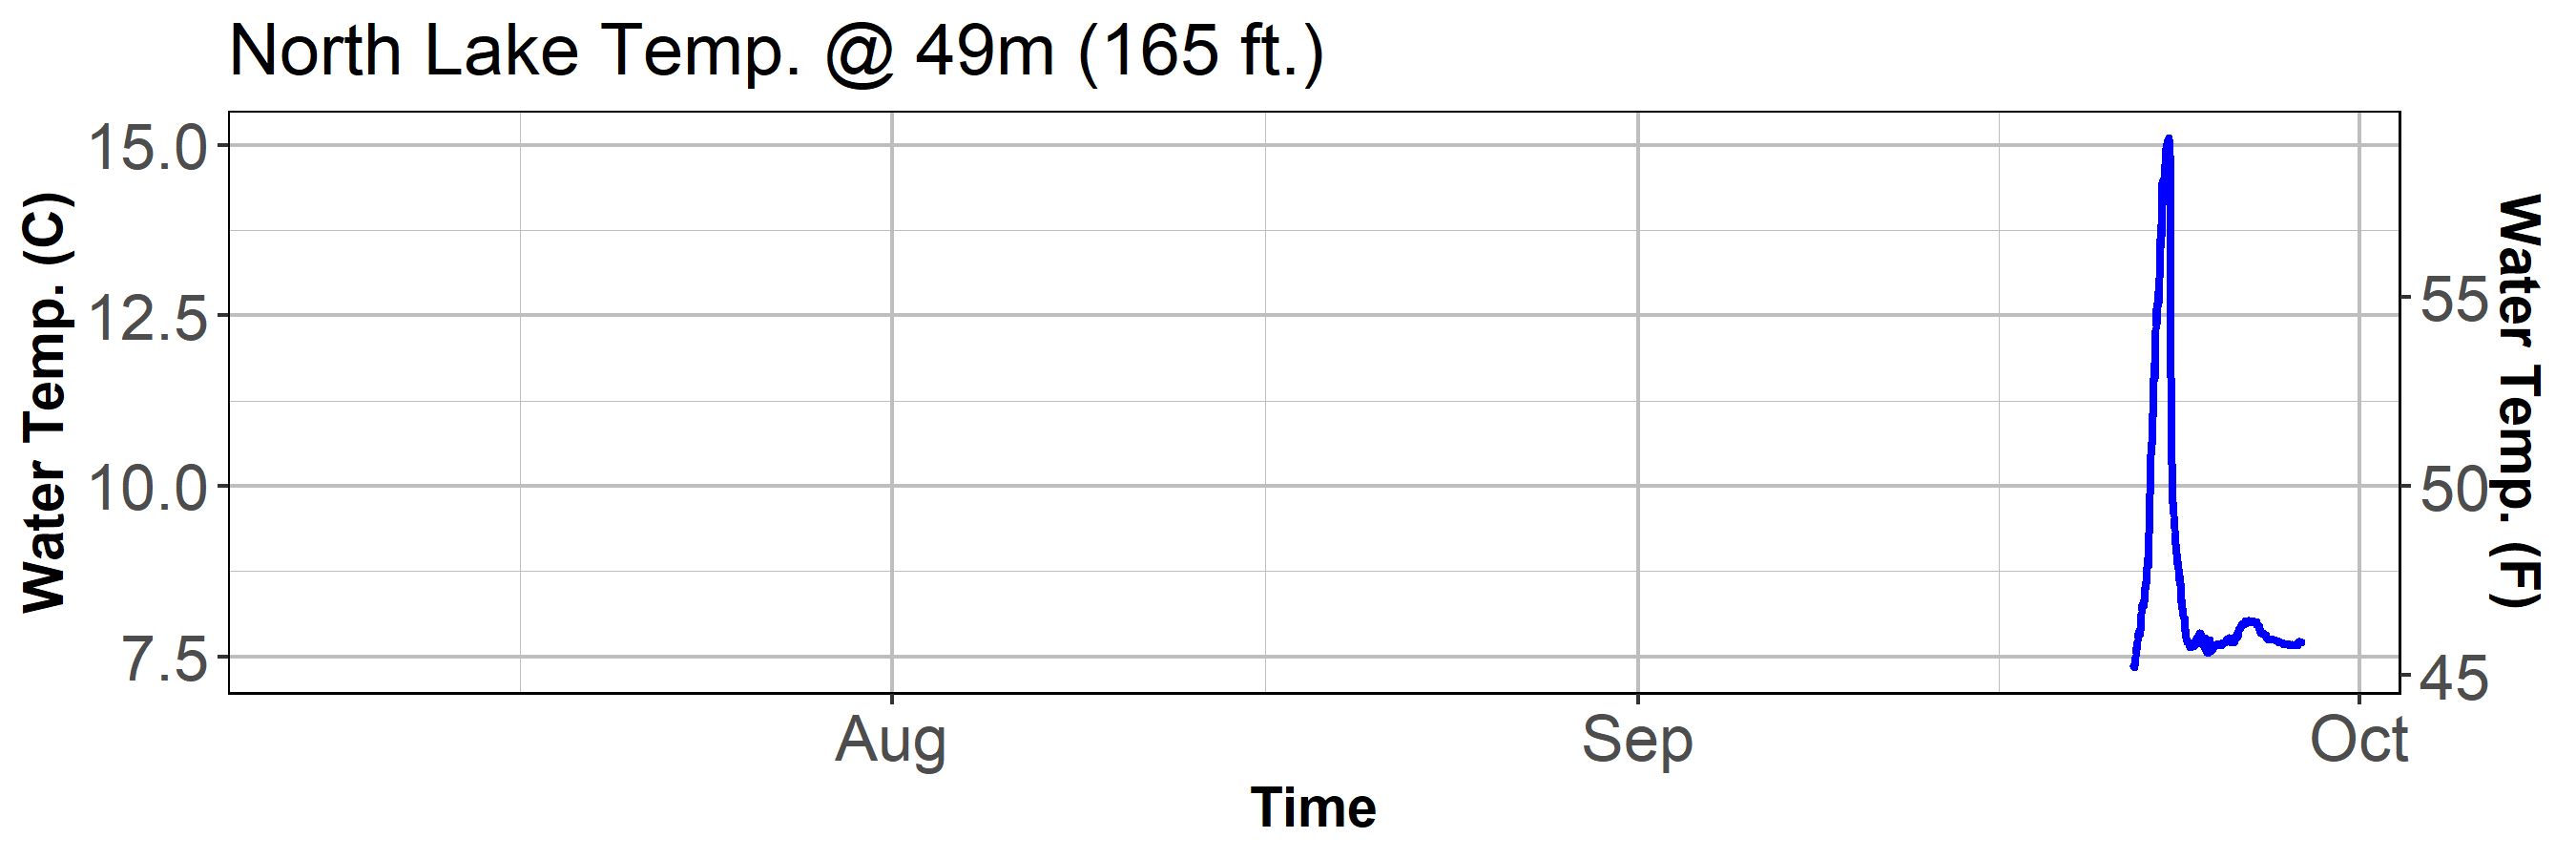 North Lake Temp. @ 49m (165 ft.)
Water Temp. (C)
15.0
12.5
10.0
7.5
55
50
45
Water Temp. (F)
Aug
Sep
Oct
Time